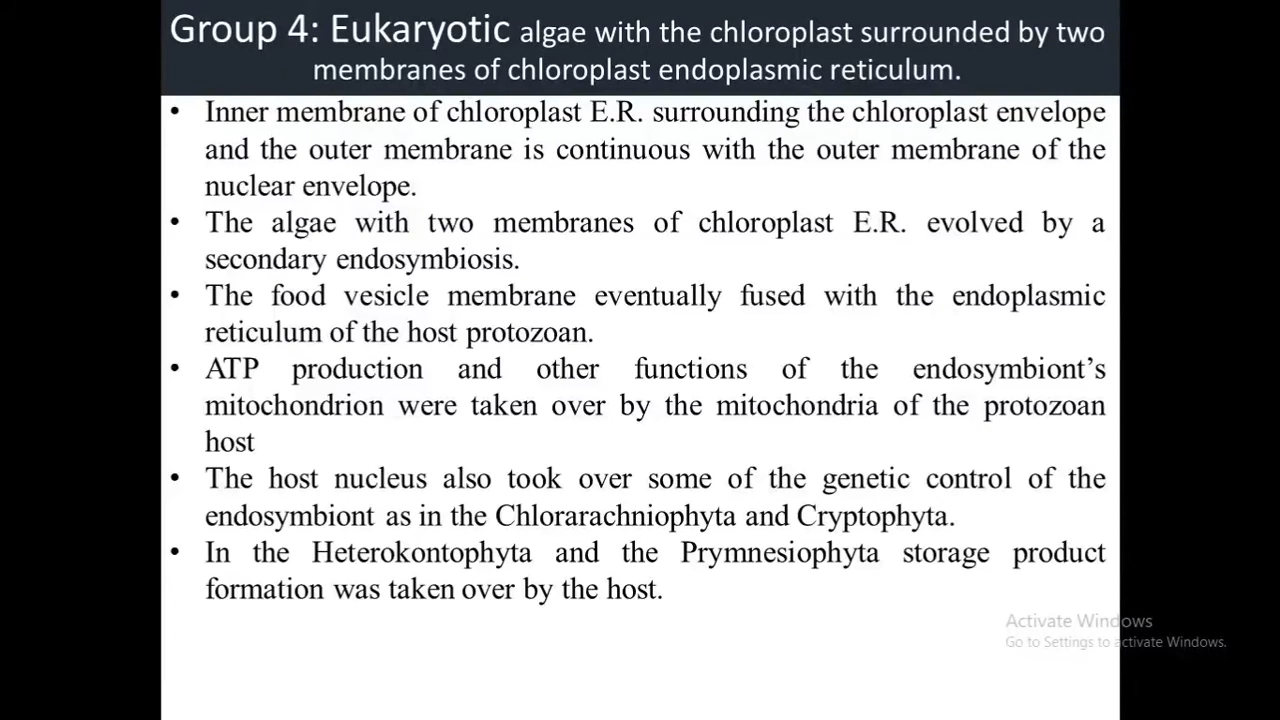 Group 4: Eukaryotic algae with the chloroplast surrounded by two
membranes of chloroplast endoplasmic reticulum.
• Inner membrane of chloroplast E.R. surrounding the chloroplast envelope
and the outer membrane is continuous with the outer membrane of the
nuclear envelope.
• The algae with two membranes of chloroplast E.R. evolved by a
secondary endosymbiosis.
• The food vesicle membrane eventually fused with the endoplasmic
reticulum of the host protozoan.
• ATP production and other functions of the endosymbiont’s
mitochondrion were taken over by the mitochondria of the protozoan
host
• The host nucleus also took over some of the genetic control of the
endosymbiont as in the Chlorarachniophyta and Cryptophyta.
• In the Heterokontophyta and the Prymnesiophyta storage product
formation was taken over by the host.
Activate Windows
Go to Settings to activate Windows.